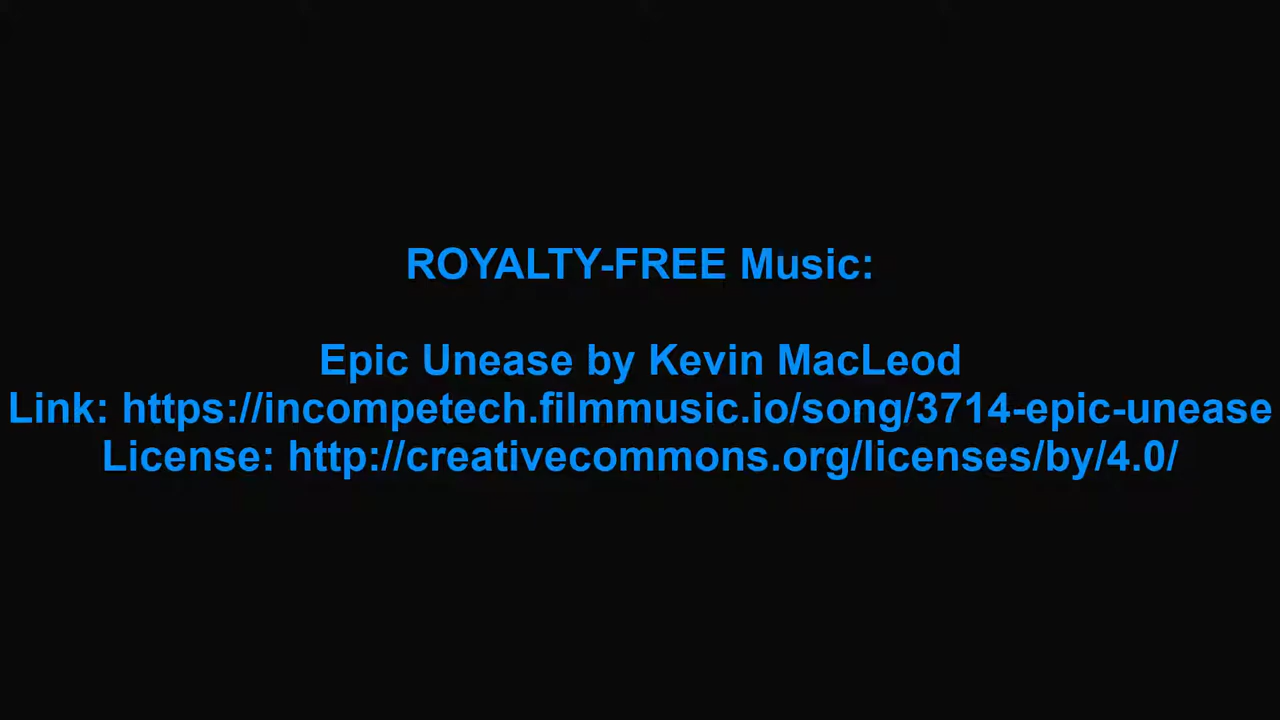 ROYALTY-FREE Music:
Epic Unease by Kevin MacLeod
Link: https://incompetech.filmmusic.io/song/3714-epic-unease
License: http://creativecommons.org/licenses/by/4.0/